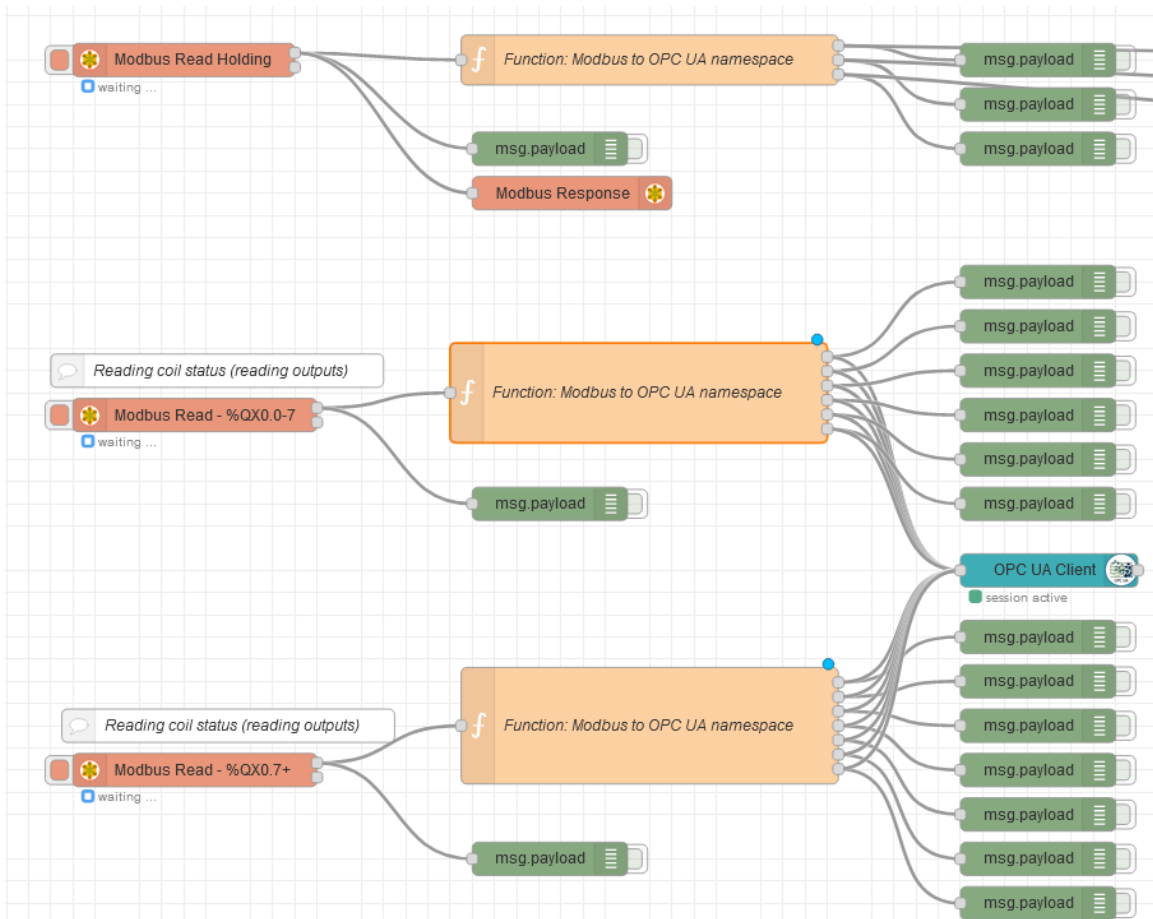 Modbus Read Holding
waiting ...
Function: Modbus to OPC UA namespace
msg.payload
msg.payload
msg.payload
msg.payload
Modbus Response
msg.payload
msg.payload
msg.payload
msg.payload
msg.payload
msg.payload
Reading coil status (reading outputs)
Modbus Read - %QX0.0-7
waiting ...
Function: Modbus to OPC UA namespace
msg.payload
OPC UA Client
session active
msg.payload
msg.payload
msg.payload
msg.payload
msg.payload
msg.payload
msg.payload
Reading coil status (reading outputs)
Modbus Read - %QX0.7+
waiting ...
Function: Modbus to OPC UA namespace
msg.payload